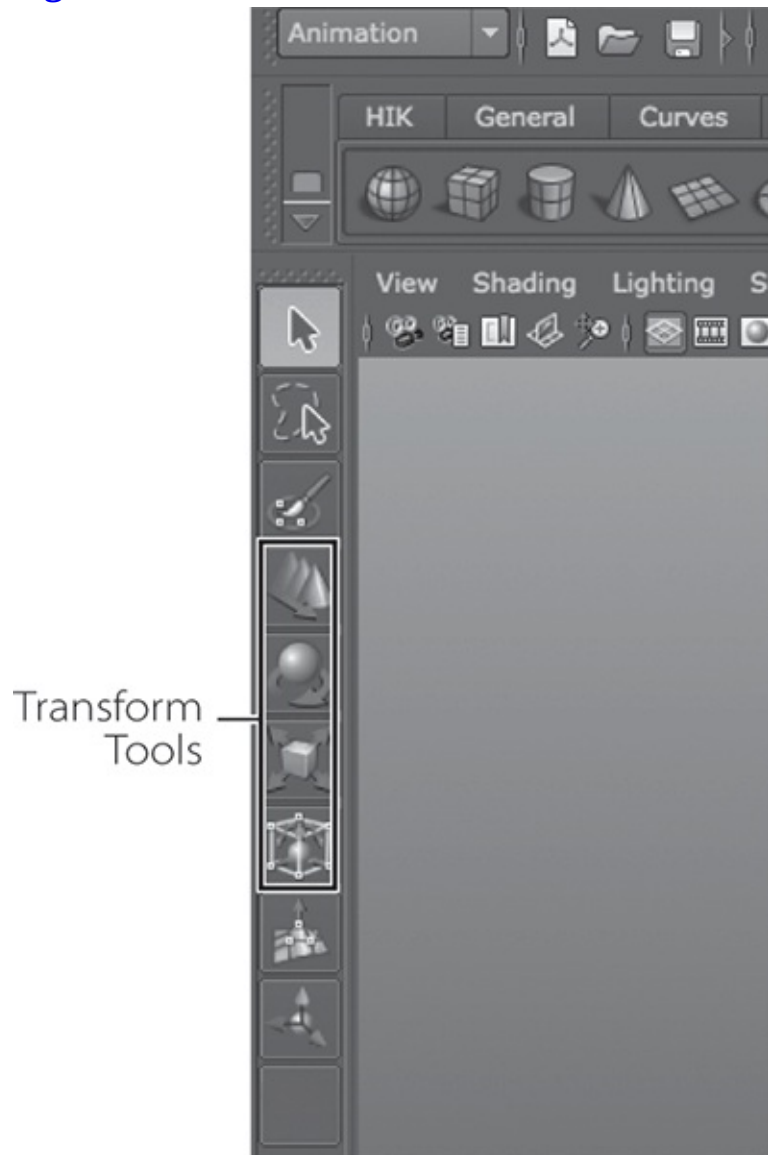 Animation
HIK General Curves
View Shading Lighting
Transform
Tools